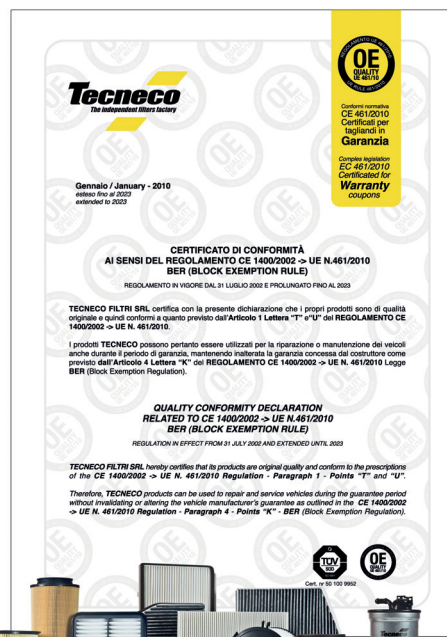 REGOLAMENTO UE 461/2010
OE
QUALITY
UE 461/10
CE RULE 461/2010
Tecneco
The independent filters factory
Conformi normativa
CE 461/2010
Certificati per
tagliandi in
Garanzia
Complies legislation
EC 461/2010
Certificated for
Warranty
coupons
Gennaio / January - 2010
esteso fino al 2023
extended to 2023
CERTIFICATO DI CONFORMITÀ
AI SENSI DEL REGOLAMENTO CE 1400/2002 -> UE N.461/2010
BER (BLOCK EXEMPTION RULE)
REGOLAMENTO IN VIGORE DAL 31 LUGLIO 2002 E PROLUNGATO FINO AL 2023
TECNECO FILTRI SRL certifica con la presente dichiarazione che i propri prodotti sono di qualità
originale e quindi conformi a quanto previsto dall'Articolo 1 Lettera “T” e“U” del REGOLAMENTO CE
1400/2002 -> UE N. 461/2010.
I prodotti TECNECO possono pertanto essere utilizzati per la riparazione o manutenzione dei veicoli
anche durante il periodo di garanzia, mantenendo inalterata la garanzia concessa dal costruttore come
previsto dall'Articolo 4 Lettera “K” del REGOLAMENTO CE 1400/2002 -> UE N. 461/2010 Legge
BER (Block Exemption Regulation).
QUALITY CONFORMITY DECLARATION
RELATED TO CE 1400/2002 -> UE N.461/2010
BER (BLOCK EXEMPTION RULE)
REGULATION IN EFFECT FROM 31 JULY 2002 AND EXTENDED UNTIL 2023
TECNECO FILTRI SRL hereby certifies that its products are original quality and conform to the prescriptions
of the CE 1400/2002 -> UE N. 461/2010 Regulation - Paragraph 1 - Points “T” and “U”.
Therefore, TECNECO products can be used to repair and service vehicles during the guarantee period
without invalidating or altering the vehicle manufacturer's guarantee as outlined in the CE 1400/2002
-> UE N. 461/2010 Regulation - Paragraph 4 - Points “K” - BER (Block Exemption Regulation).
TÜV
OE
QUALITY
Cert. nr 50 100 9952
Tecneco